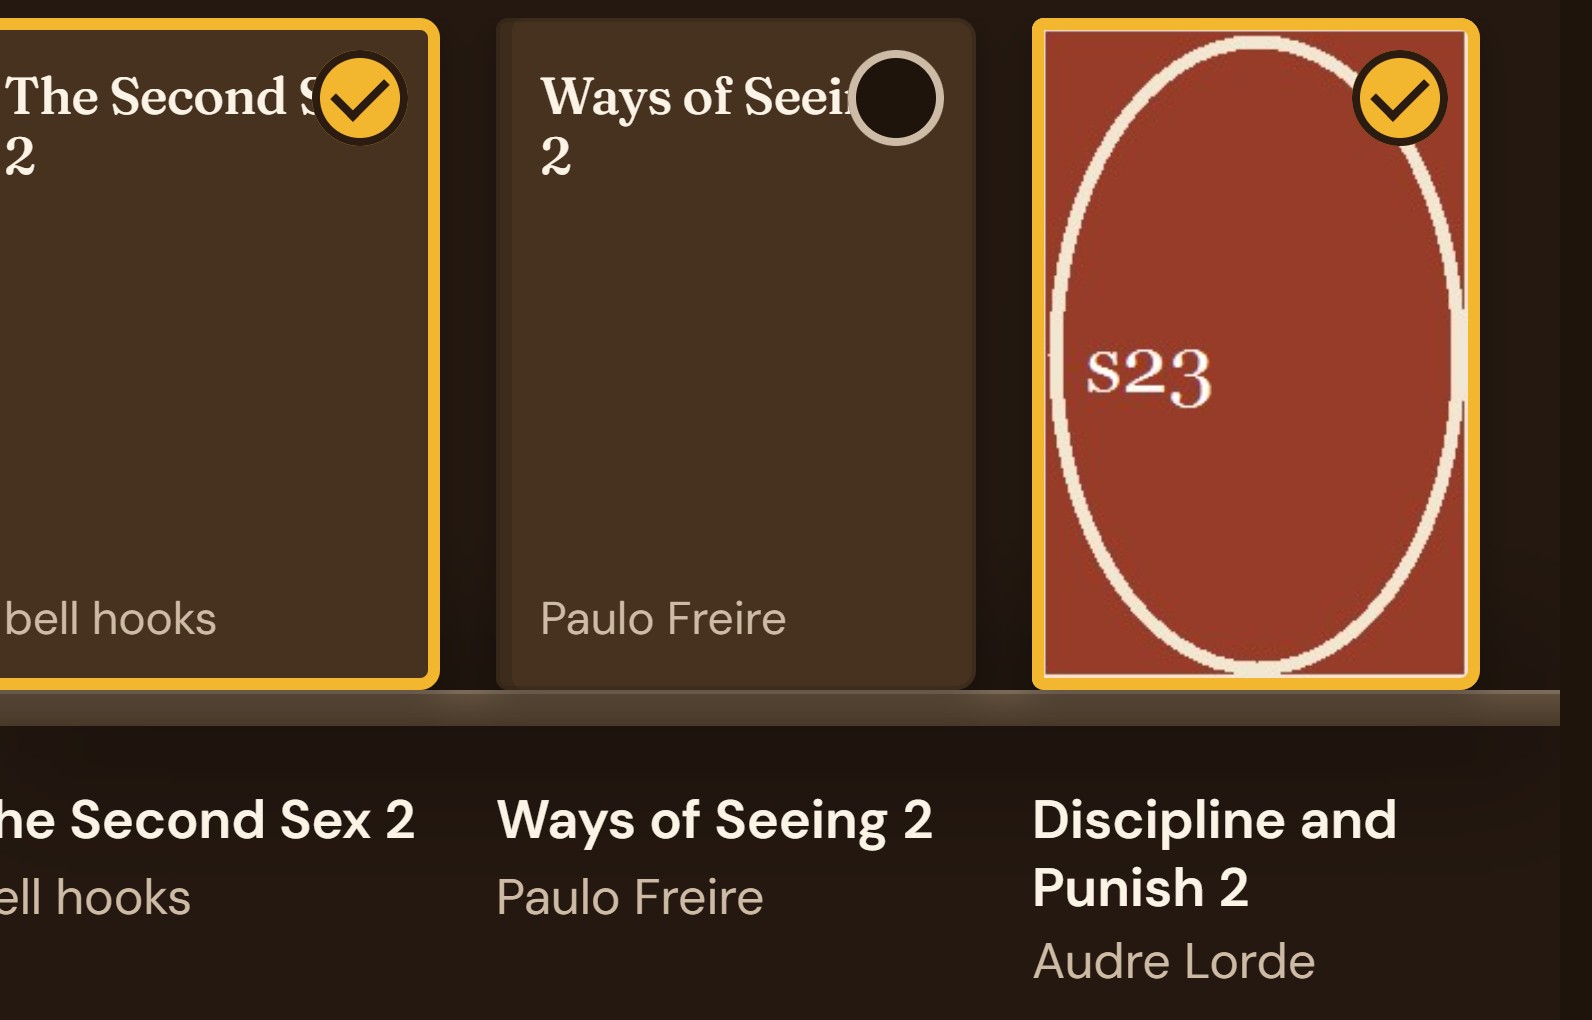 The Second S
2
bell hooks
Ways of Seei
2
Paulo Freire
s23
he Second Sex 2
ell hooks
Ways of Seeing 2
Paulo Freire
Discipline and
Punish 2
Audre Lorde